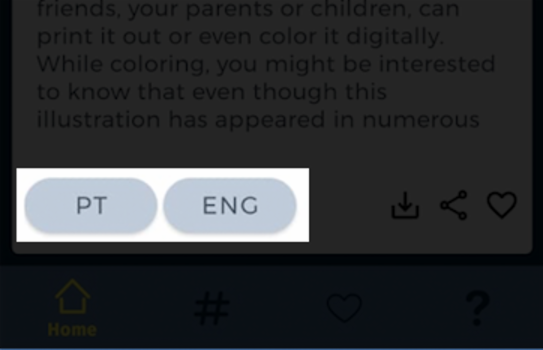 friends, your parents or children, can
print it out or even color it digitally.
While coloring, you might be interested
to know that even though this
illustration has appeared in numerous
PT ENG
Home # ?